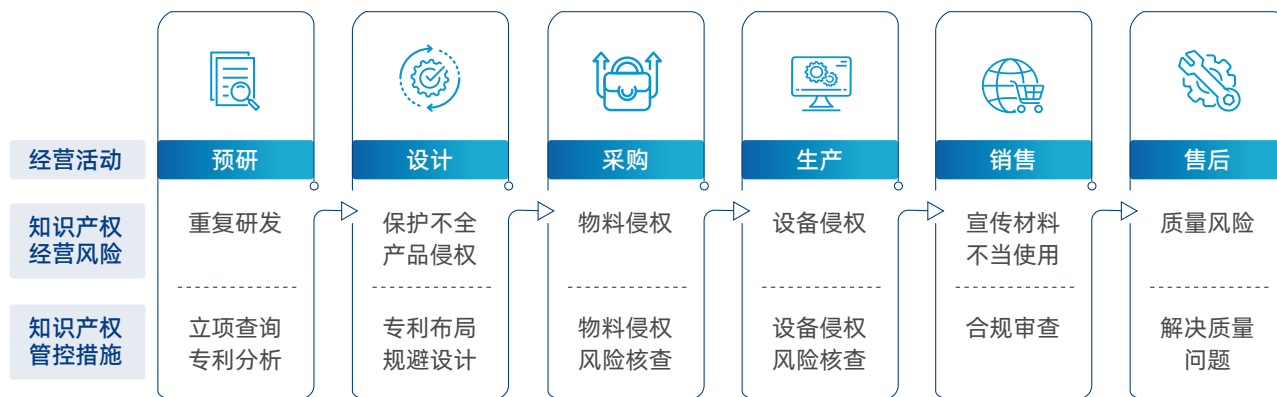 经营活动
预研
设计
采购
生产
销售
售后
知识产权
经营风险
重复研发
保护不全
产品侵权
物料侵权
设备侵权
宣传材料
不当使用
质量风险
知识产权
管控措施
立项查询
专利分析
专利布局
规避设计
物料侵权
风险核查
设备侵权
风险核查
合规审查
解决质量
问题